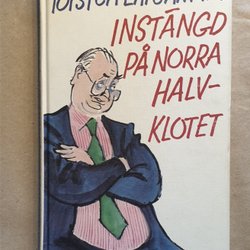 INSTÄNGD
PÅ NORRA
HALV-
KLOTET